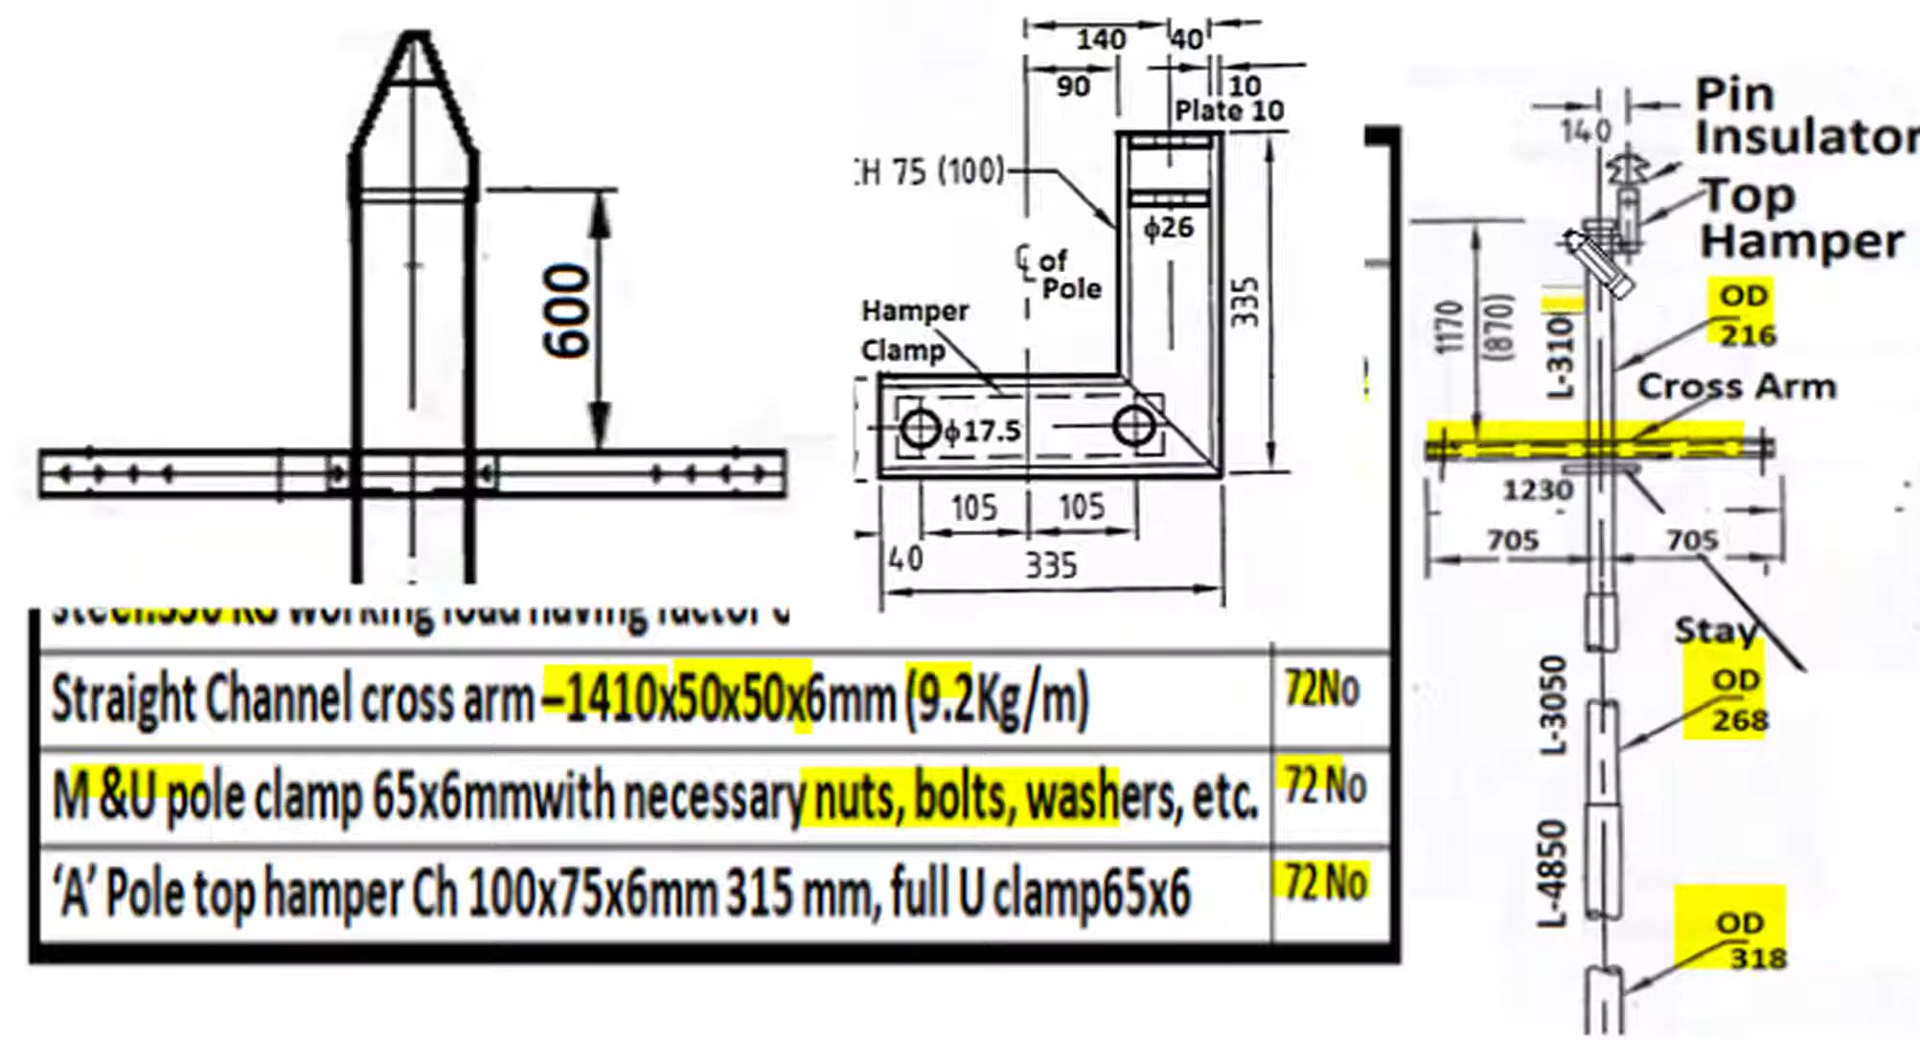 600
140
40
90
10
Plate 10
CH 75 (100)
ϕ26
℄ of
Pole
335
Hamper
Clamp
ϕ17.5
105
105
40
335
Straight Channel cross arm –1410x50x50x6mm (9.2Kg/m)
72No
M &U pole clamp 65x6mmwith necessary nuts, bolts, washers, etc.
72 No
‘A’ Pole top hamper Ch 100x75x6mm 315 mm, full U clamp65x6
72 No
Pin
Insulator
140
Top
Hamper
OD
216
1170
(870)
L-310
Cross Arm
1230
705
705
Stay
OD
268
L-3050
L-4850
OD
318